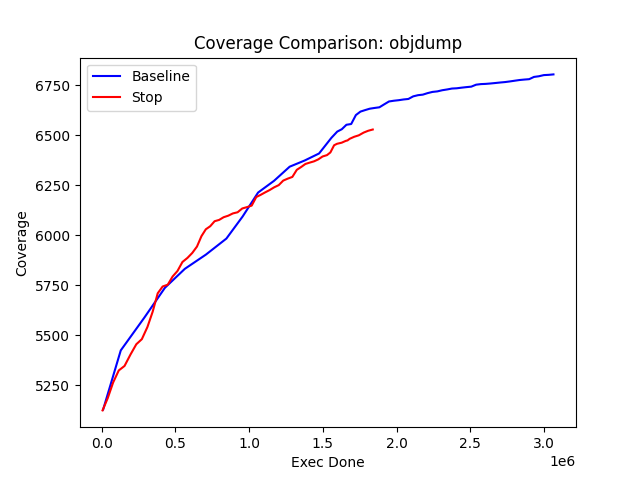 Coverage Comparison: objdump
Baseline
Stop
Coverage
6750
6500
6250
6000
5750
5500
5250
0.0 0.5 1.0 1.5 2.0 2.5 3.0
1e6
Exec Done